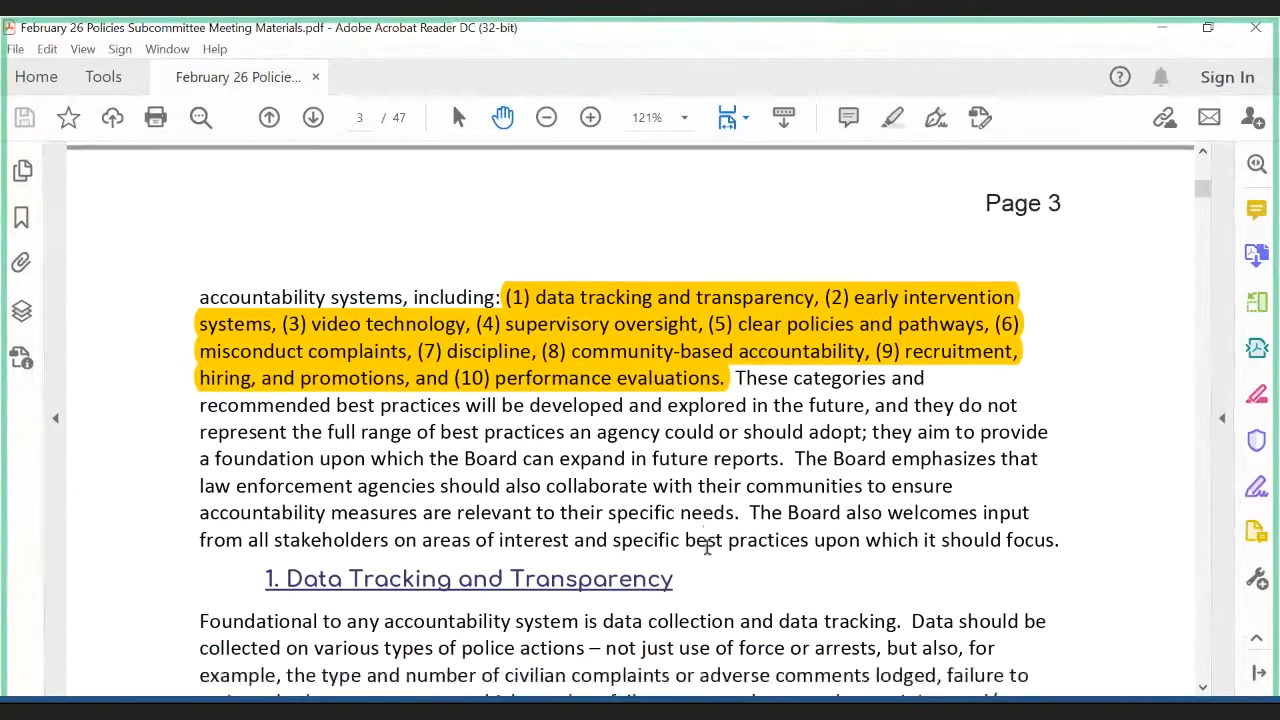 February 26 Policies Subcommittee Meeting Materials.pdf - Adobe Acrobat Reader DC (32-bit)
File Edit View Sign Window Help
Home Tools February 26 Policie... × Sign In
3 / 47 121%
Page 3
accountability systems, including: (1) data tracking and transparency, (2) early intervention
systems, (3) video technology, (4) supervisory oversight, (5) clear policies and pathways, (6)
misconduct complaints, (7) discipline, (8) community-based accountability, (9) recruitment,
hiring, and promotions, and (10) performance evaluations. These categories and
recommended best practices will be developed and explored in the future, and they do not
represent the full range of best practices an agency could or should adopt; they aim to provide
a foundation upon which the Board can expand in future reports. The Board emphasizes that
law enforcement agencies should also collaborate with their communities to ensure
accountability measures are relevant to their specific needs. The Board also welcomes input
from all stakeholders on areas of interest and specific best practices upon which it should focus.
1. Data Tracking and Transparency
Foundational to any accountability system is data collection and data tracking. Data should be
collected on various types of police actions – not just use of force or arrests, but also, for
example, the type and number of civilian complaints or adverse comments lodged, failure to